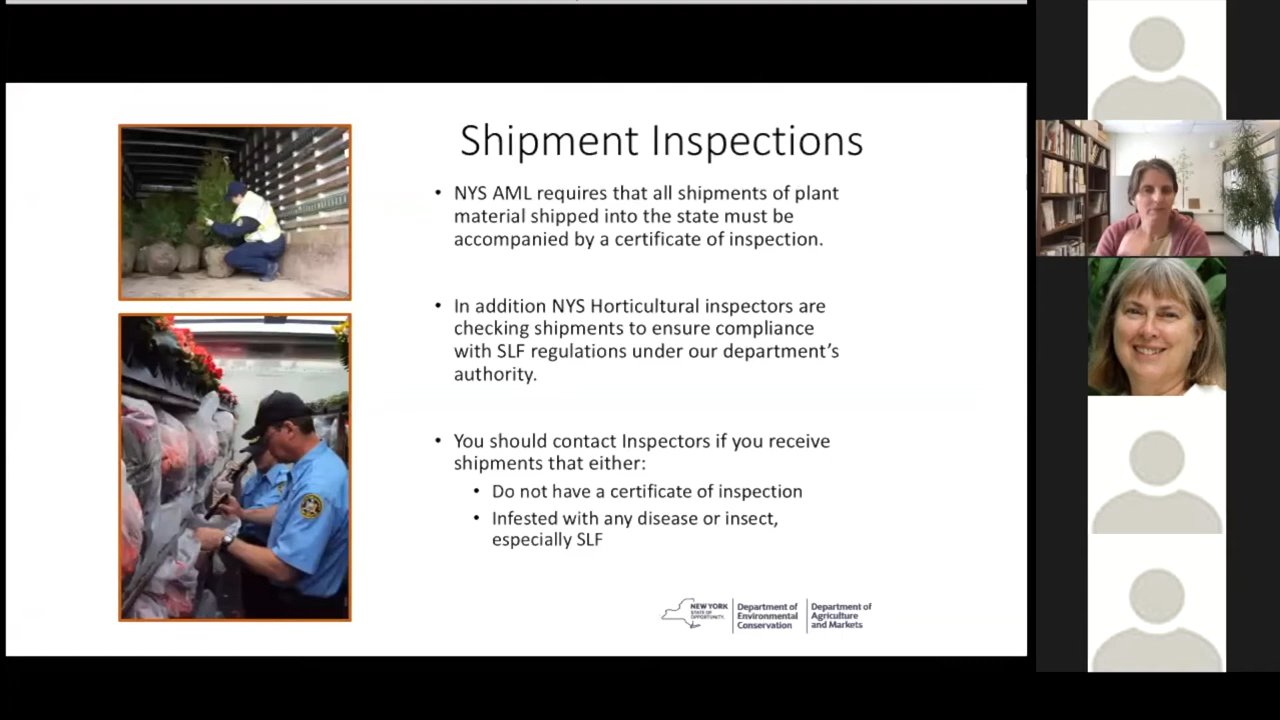 Shipment Inspections
• NYS AML requires that all shipments of plant
material shipped into the state must be
accompanied by a certificate of inspection.
• In addition NYS Horticultural inspectors are
checking shipments to ensure compliance
with SLF regulations under our department’s
authority.
• You should contact Inspectors if you receive
shipments that either:
• Do not have a certificate of inspection
• Infested with any disease or insect,
especially SLF
NEW YORK
STATE OF
OPPORTUNITY.
Department of
Environmental
Conservation
Department of
Agriculture
and Markets